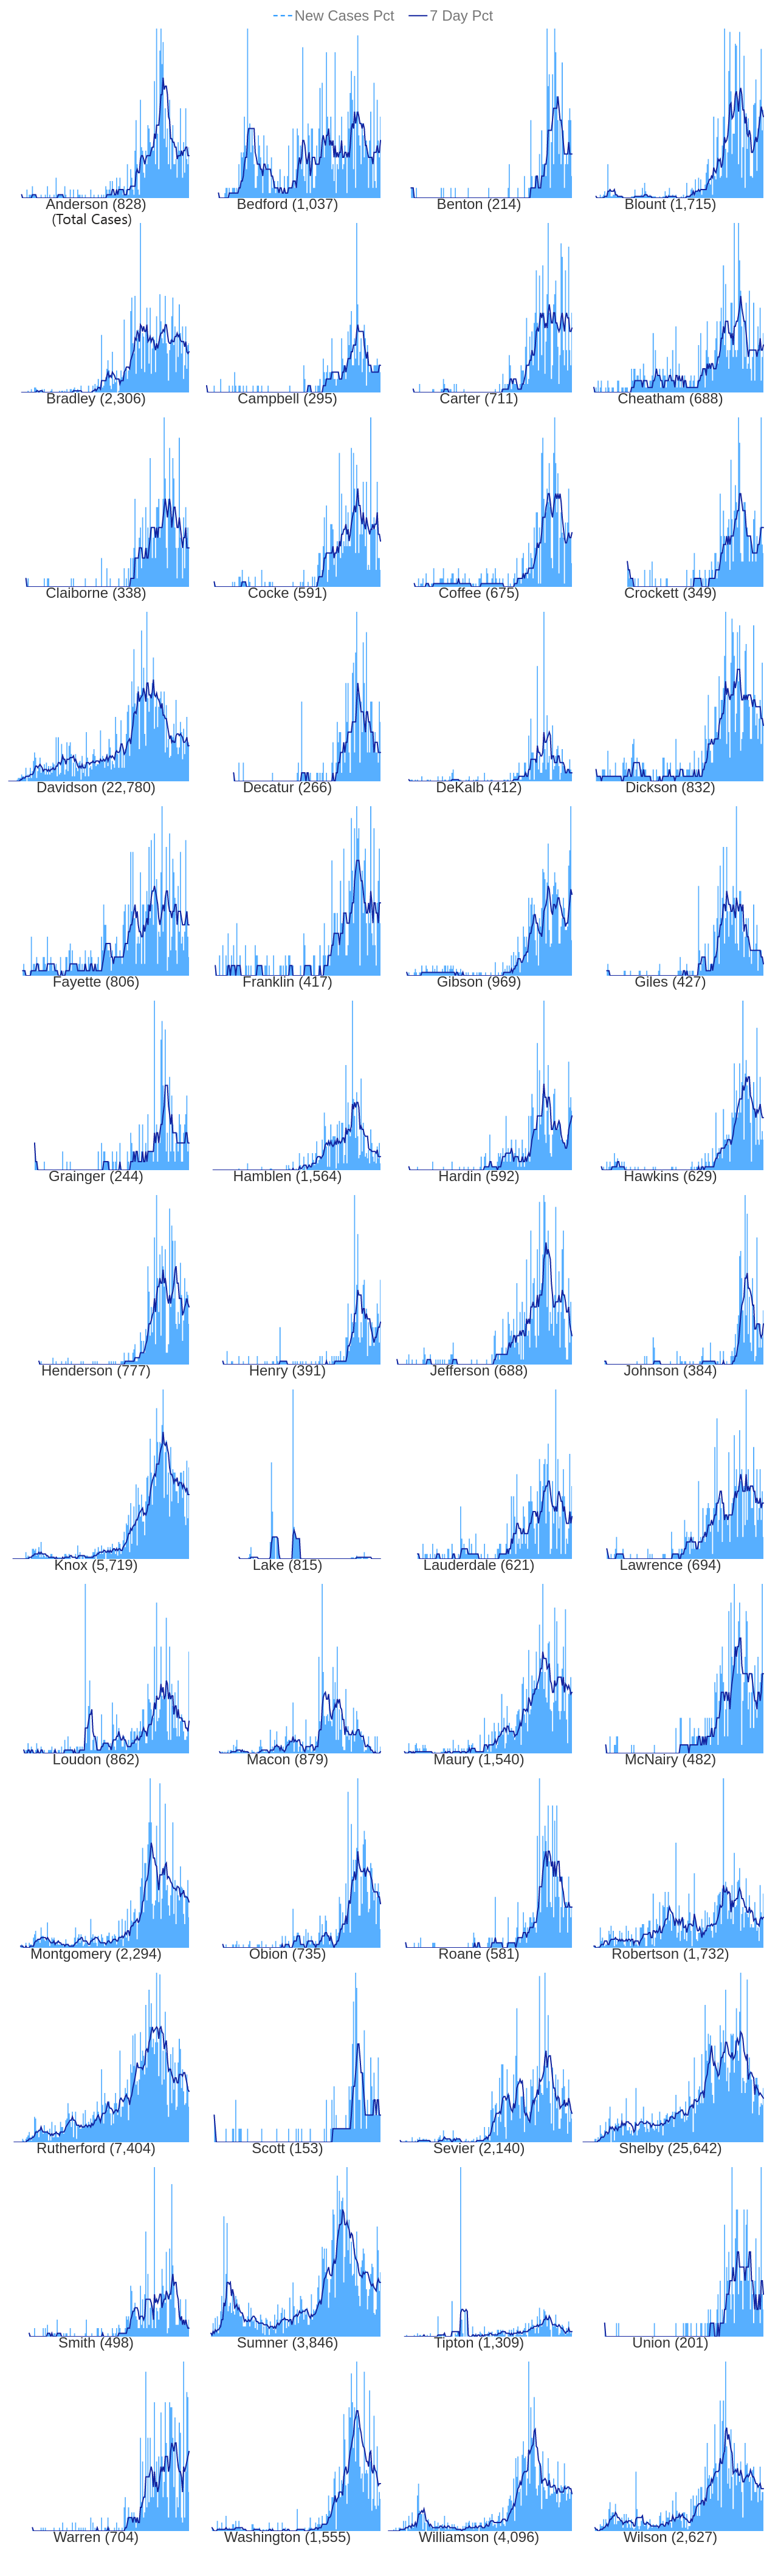 New Cases Pct 7 Day Pct
Anderson (828) Bedford (1,037) Benton (214) Blount (1,715)
(Total Cases)
Bradley (2,306) Campbell (295) Carter (711) Cheatham (688)
Claiborne (338) Cocke (591) Coffee (675) Crockett (349)
Davidson (22,780) Decatur (266) DeKalb (412) Dickson (832)
Fayette (806) Franklin (417) Gibson (969) Giles (427)
Grainger (244) Hamblen (1,564) Hardin (592) Hawkins (629)
Henderson (777) Henry (391) Jefferson (688) Johnson (384)
Knox (5,719) Lake (815) Lauderdale (621) Lawrence (694)
Loudon (862) Macon (879) Maury (1,540) McNairy (482)
Montgomery (2,294) Obion (735) Roane (581) Robertson (1,732)
Rutherford (7,404) Scott (153) Sevier (2,140) Shelby (25,642)
Smith (498) Sumner (3,846) Tipton (1,309) Union (201)
Warren (704) Washington (1,555) Williamson (4,096) Wilson (2,627)